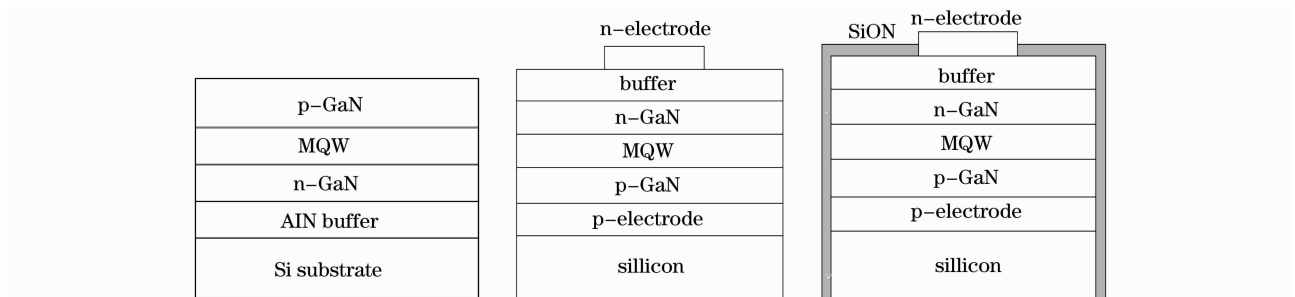 p-GaN
MQW
n-GaN
AIN buffer
Si substrate
n-electrode
buffer
n-GaN
MQW
p-GaN
p-electrode
sillicon
SiON
n-electrode
buffer
n-GaN
MQW
p-GaN
p-electrode
sillicon